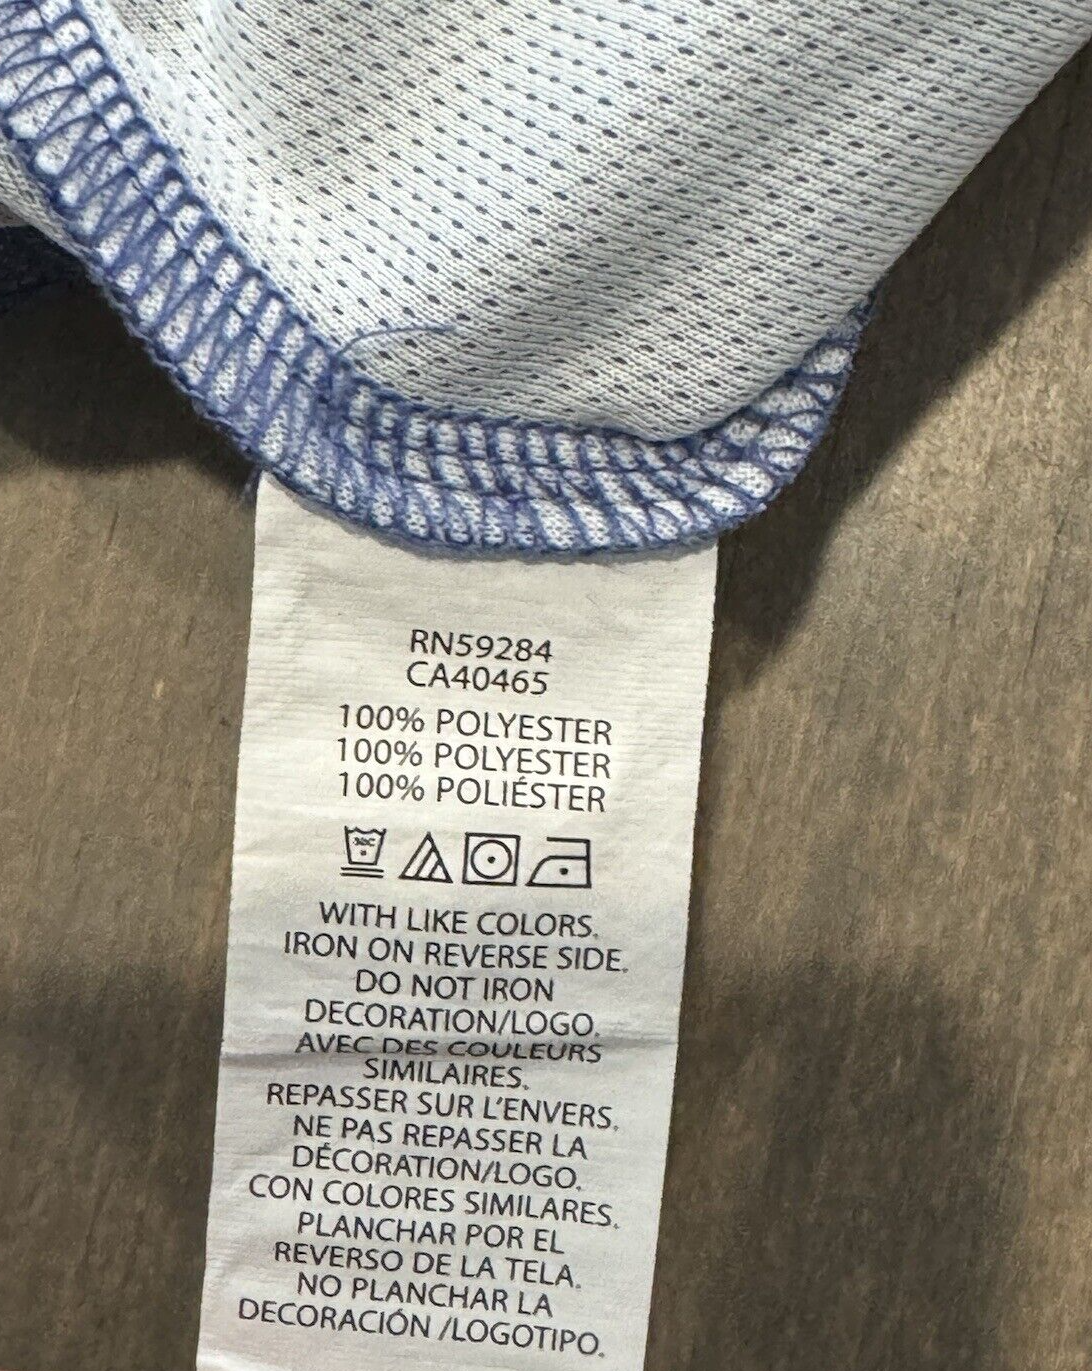 RN59284
CA40465
100% POLYESTER
100% POLYESTER
100% POLIÉSTER
30C
WITH LIKE COLORS.
IRON ON REVERSE SIDE.
DO NOT IRON
DECORATION/LOGO.
AVEC DES COULEURS
SIMILAIRES.
REPASSER SUR L'ENVERS.
NE PAS REPASSER LA
DÉCORATION/LOGO.
CON COLORES SIMILARES.
PLANCHAR POR EL
REVERSO DE LA TELA.
NO PLANCHAR LA
DECORACIÓN /LOGOTIPO.